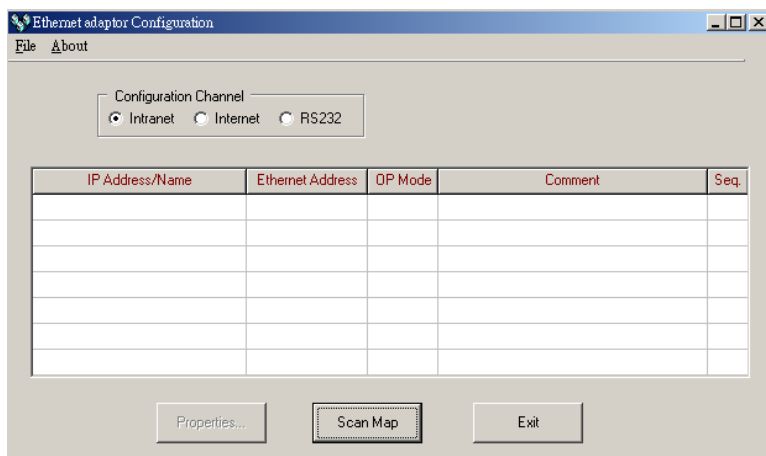 Ethernet adaptor Configuration
File About
Configuration Channel
Intranet Internet RS232
IP Address/Name Ethernet Address OP Mode Comment Seq.
Properties... Scan Map Exit